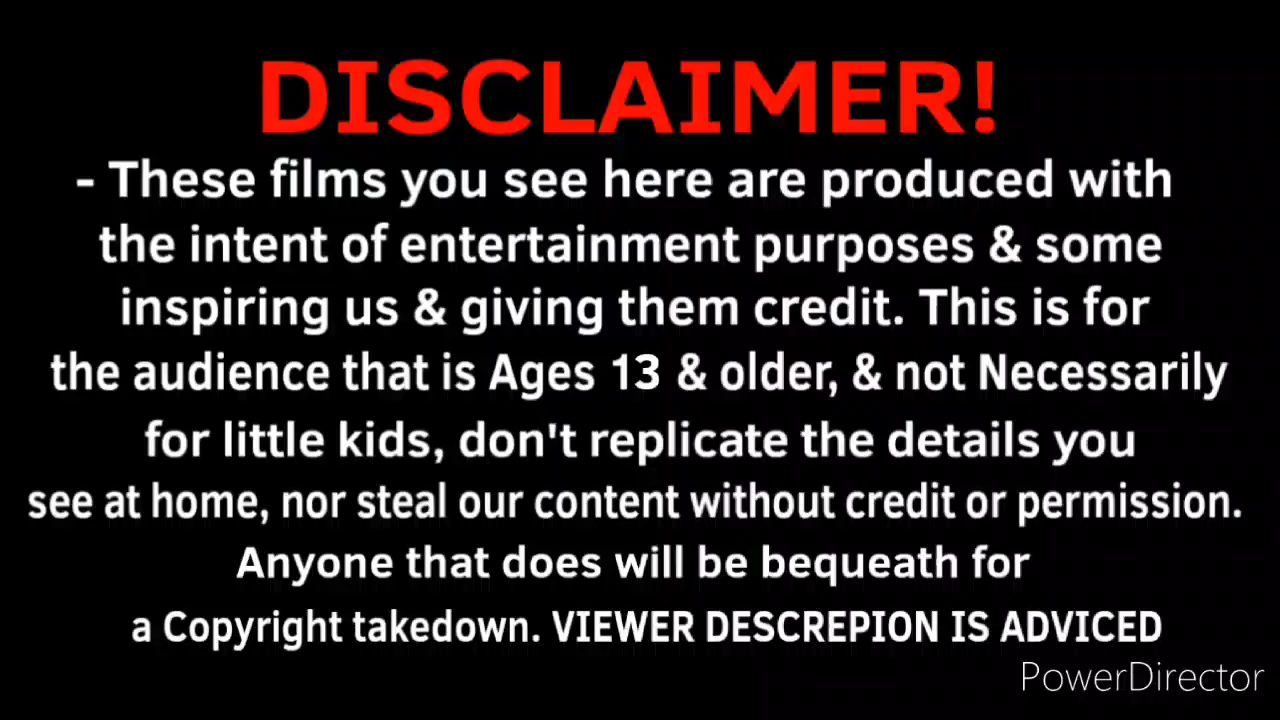 DISCLAIMER!
- These films you see here are produced with
the intent of entertainment purposes & some
inspiring us & giving them credit. This is for
the audience that is Ages 13 & older, & not Necessarily
for little kids, don't replicate the details you
see at home, nor steal our content without credit or permission.
Anyone that does will be bequeath for
a Copyright takedown. VIEWER DESCREPION IS ADVICED
PowerDirector